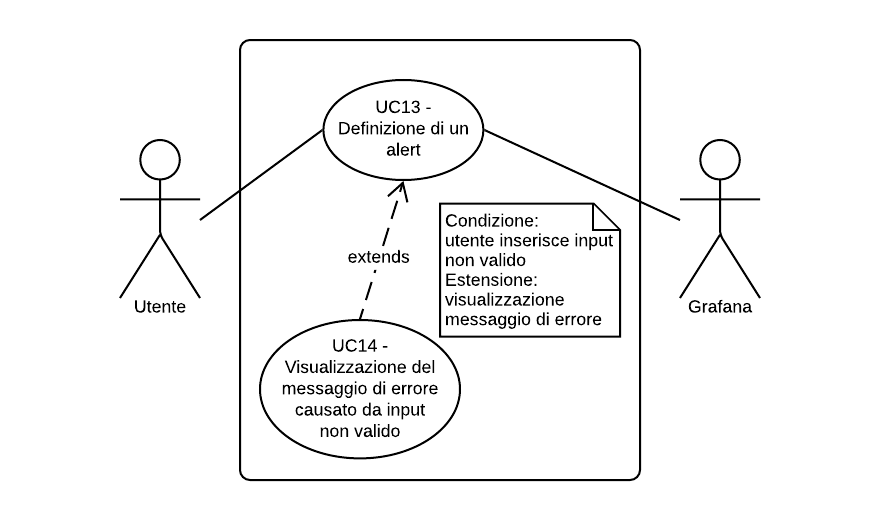 UC13 -
Definizione di un
alert
Condizione:
utente inserisce input
non valido
Estensione:
visualizzazione
messaggio di errore
extends
Utente
Grafana
UC14 -
Visualizzazione del
messaggio di errore
causato da input
non valido